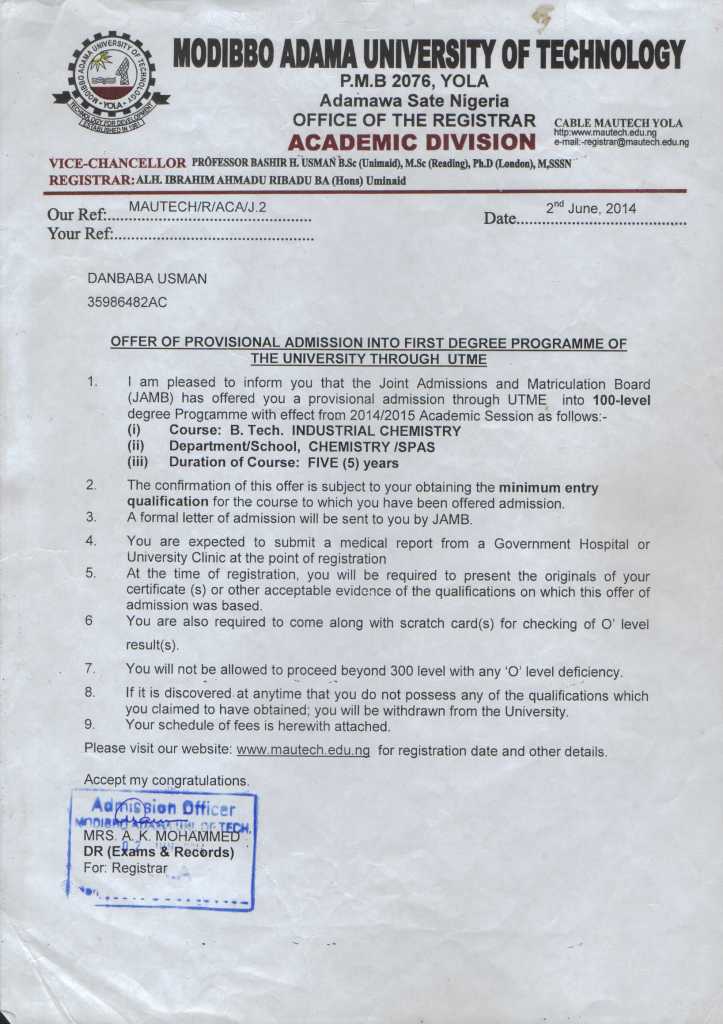 MODIBBO ADAMA UNIVERSITY OF TECHNOLOGY
MODIBBO ADAMA UNIVERSITY OF TECHNOLOGY
• YOLA •
TECHNOLOGY FOR DEVELOPMENT
ESTABLISHED IN 1981
P.M.B 2076, YOLA
Adamawa Sate Nigeria
OFFICE OF THE REGISTRAR
ACADEMIC DIVISION
CABLE MAUTECH YOLA
http:www.mautech.edu.ng
e-mail:-registrar@mautech.edu.ng
VICE-CHANCELLOR PROFESSOR BASHIR H. USMAN B.Sc (Unimaid), M.Sc (Reading), Ph.D (London), M,SSSN
REGISTRAR: ALH. IBRAHIM AHMADU RIBADU BA (Hons) Uminaid
Our Ref: MAUTECH/R/ACA/J.2
Date 2nd June, 2014
Your Ref:
DANBABA USMAN
35986482AC
OFFER OF PROVISIONAL ADMISSION INTO FIRST DEGREE PROGRAMME OF
THE UNIVERSITY THROUGH UTME
1. I am pleased to inform you that the Joint Admissions and Matriculation Board
(JAMB) has offered you a provisional admission through UTME into 100-level
degree Programme with effect from 2014/2015 Academic Session as follows:-
(i) Course: B. Tech. INDUSTRIAL CHEMISTRY
(ii) Department/School, CHEMISTRY /SPAS
(iii) Duration of Course: FIVE (5) years
2. The confirmation of this offer is subject to your obtaining the minimum entry
qualification for the course to which you have been offered admission.
3. A formal letter of admission will be sent to you by JAMB.
4. You are expected to submit a medical report from a Government Hospital or
University Clinic at the point of registration
5. At the time of registration, you will be required to present the originals of your
certificate (s) or other acceptable evidence of the qualifications on which this offer of
admission was based.
6 You are also required to come along with scratch card(s) for checking of O' level
result(s).
7. You will not be allowed to proceed beyond 300 level with any 'O' level deficiency.
8. If it is discovered at anytime that you do not possess any of the qualifications which
you claimed to have obtained; you will be withdrawn from the University.
9. Your schedule of fees is herewith attached.
Please visit our website: www.mautech.edu.ng for registration date and other details.
Accept my congratulations.
Admission Officer
MODIBBO ADAMA UNI. OF TECH.
MRS. A. K. MOHAMMED
DR (Exams & Records)
For: Registrar